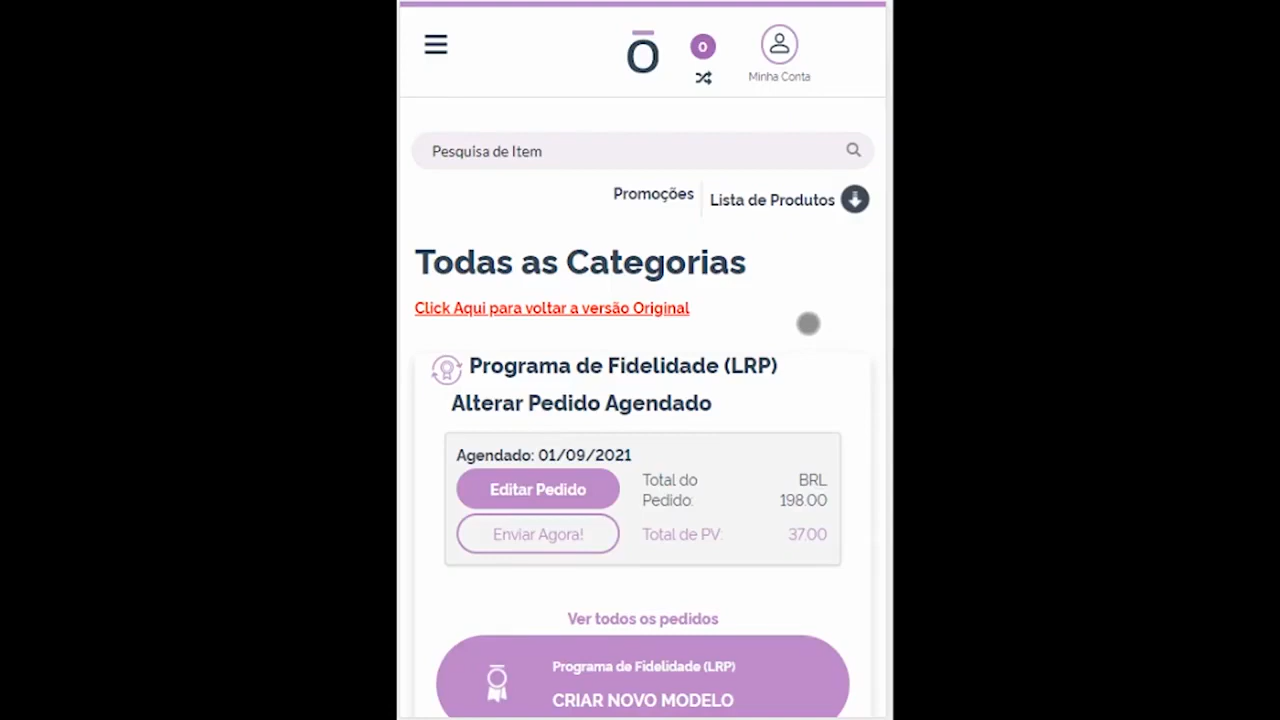 ō
0
Minha Conta
Pesquisa de Item
Promoções
Lista de Produtos
Todas as Categorias
Click Aqui para voltar a versão Original
Programa de Fidelidade (LRP)
Alterar Pedido Agendado
Agendado: 01/09/2021
Editar Pedido
Enviar Agora!
Total do Pedido: BRL 198.00
Total de PV: 37.00
Ver todos os pedidos
Programa de Fidelidade (LRP)
CRIAR NOVO MODELO